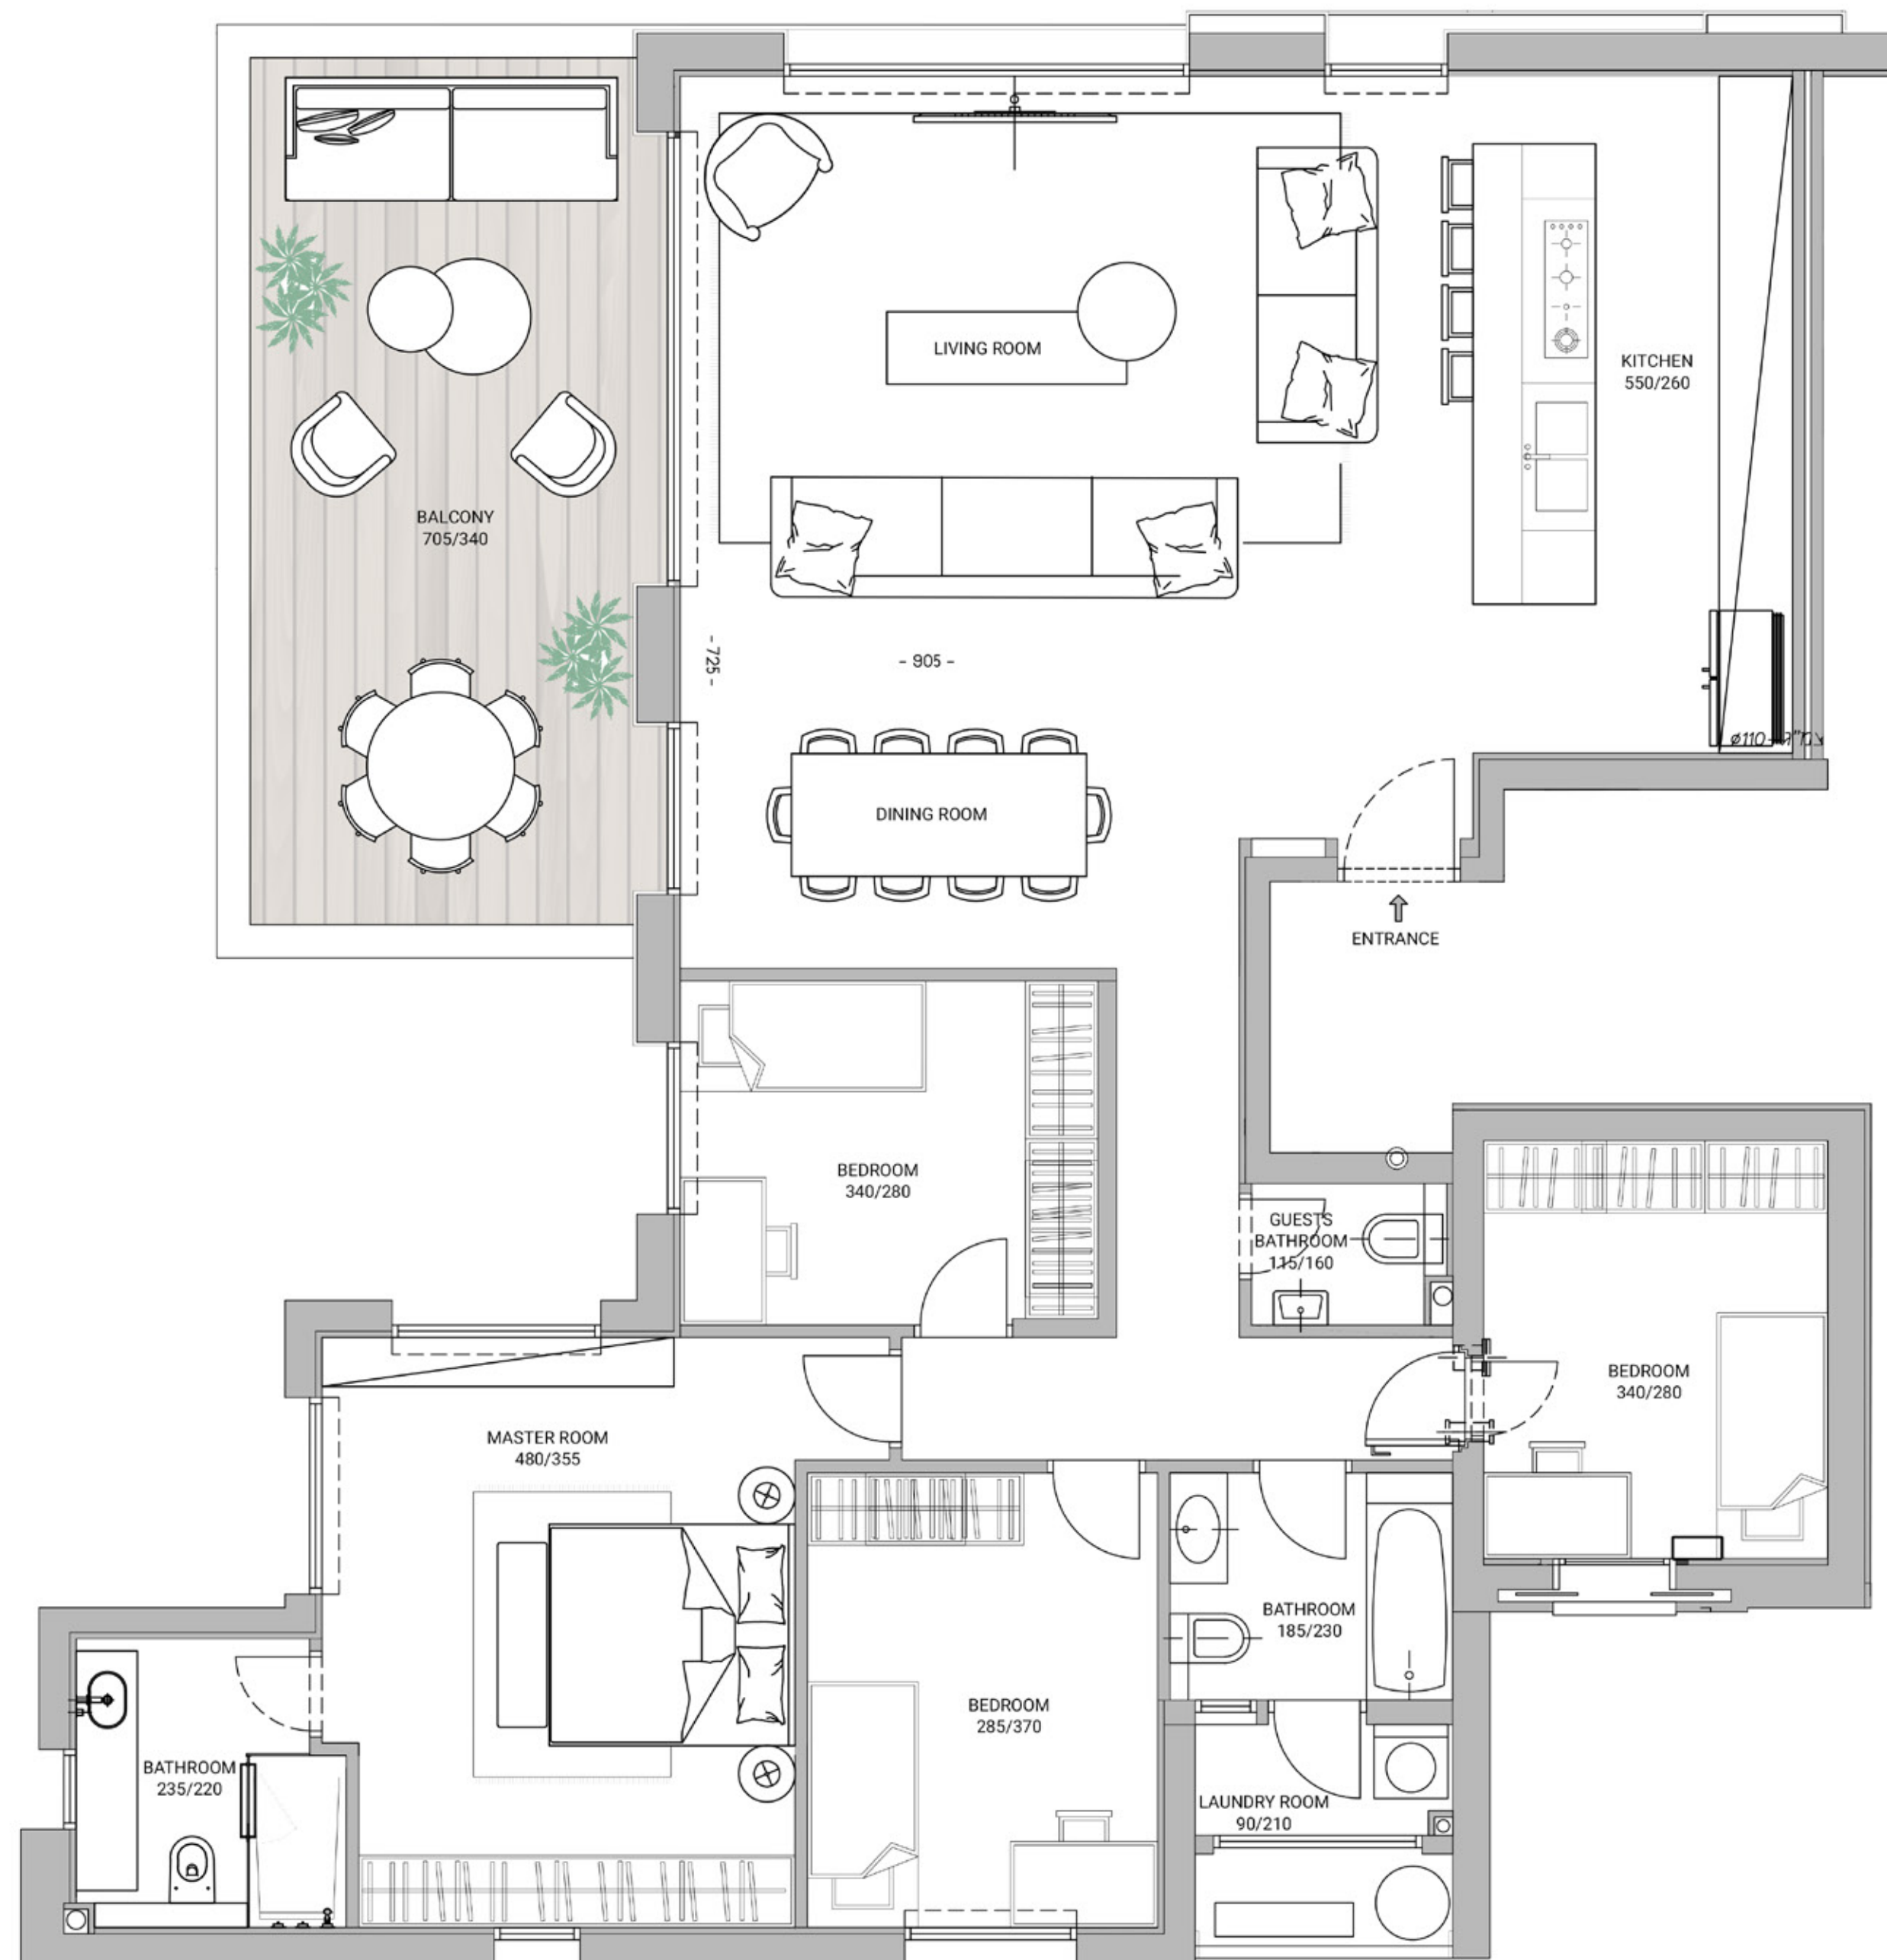 LIVING ROOM
KITCHEN
550/260
BALCONY
705/340
- 725 -
- 905 -
ø110 - צמ"ג
DINING ROOM
ENTRANCE
BEDROOM
340/280
GUESTS
BATHROOM
115/160
BEDROOM
340/280
MASTER ROOM
480/355
BATHROOM
185/230
BEDROOM
285/370
BATHROOM
235/220
LAUNDRY ROOM
90/210